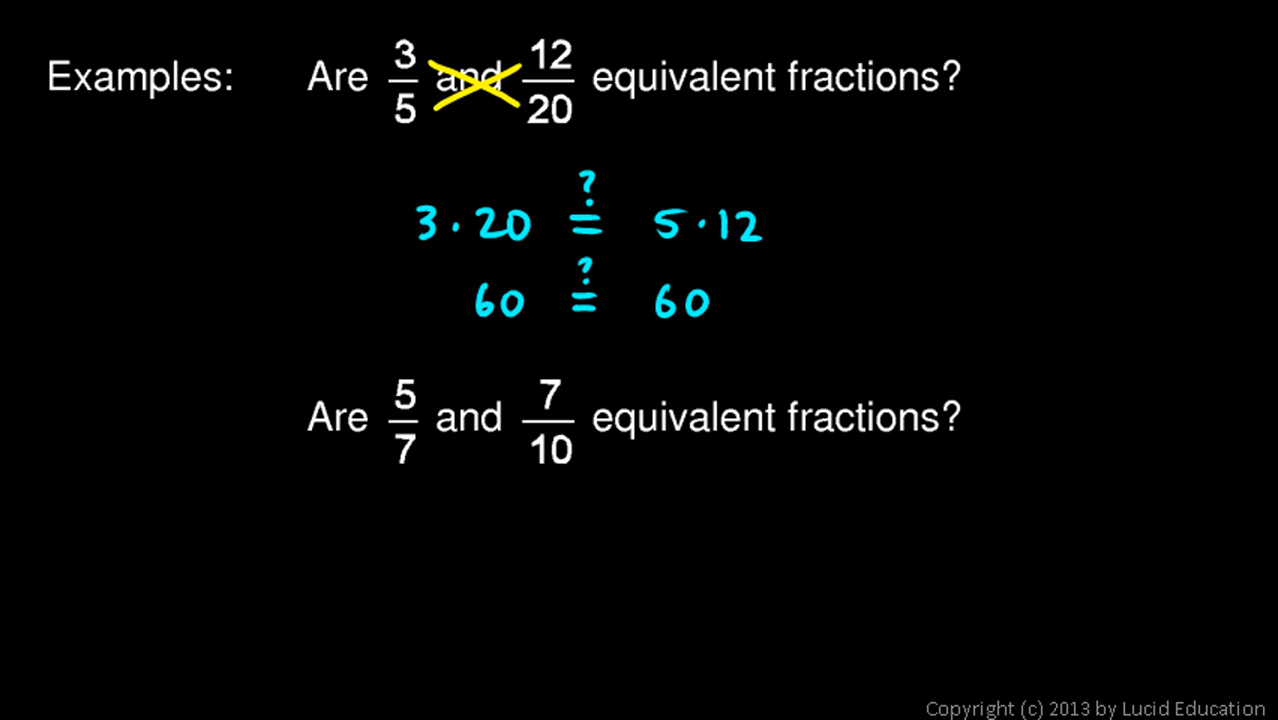 Examples: Are 3/5 and 12/20 equivalent fractions?
3 · 20 ?= 5 · 12
60 ?= 60
Are 5/7 and 7/10 equivalent fractions?
Copyright (c) 2013 by Lucid Education